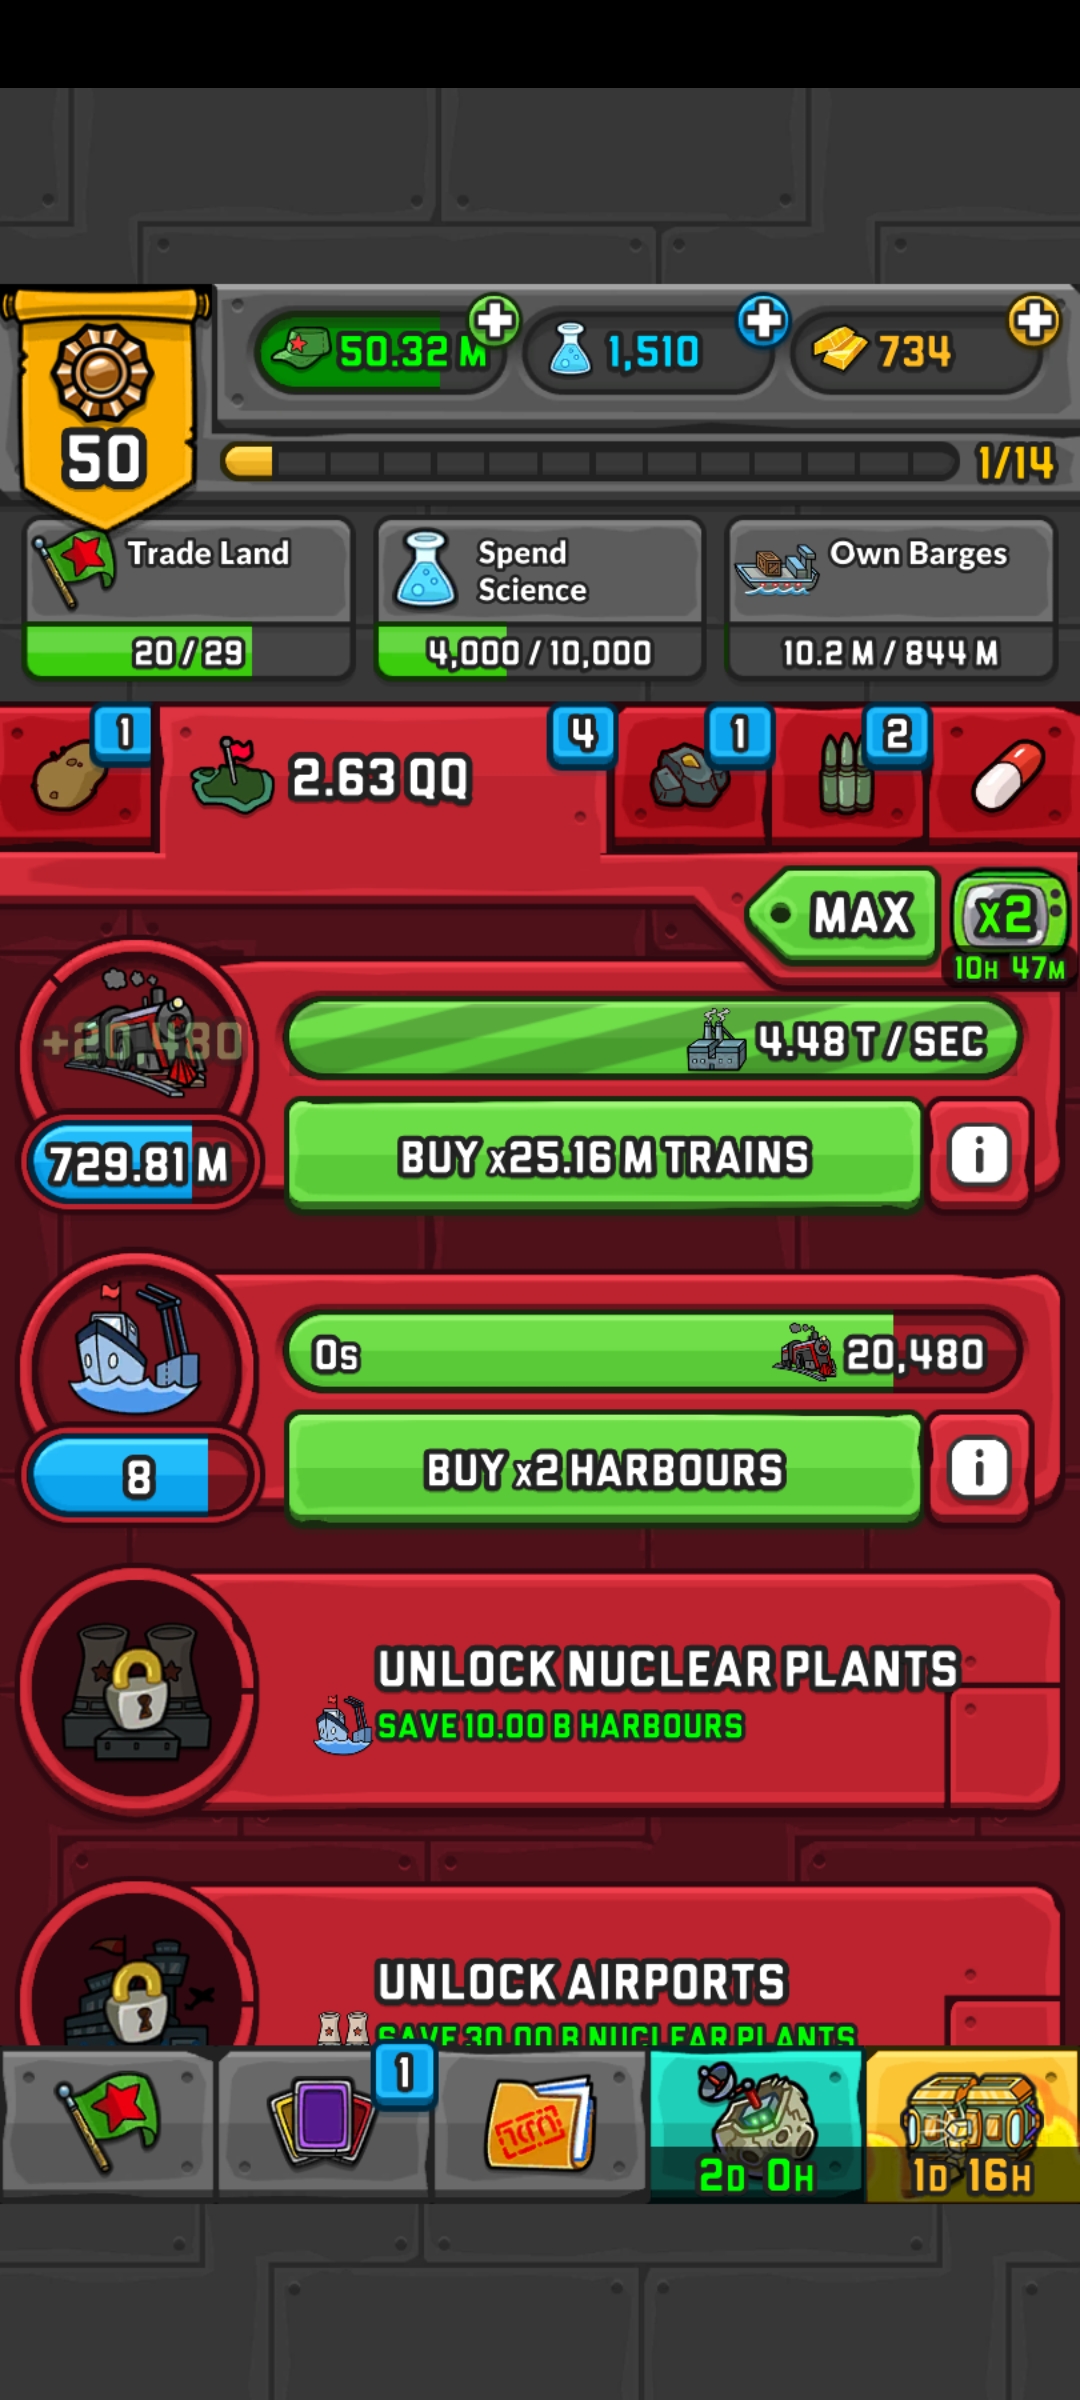 50.32 M
1,510
734
50
1/14
Trade Land
20/29
Spend
Science
4,000/10,000
Own Barges
10.2 M/844 M
1
2.63 QQ
4
1
2
MAX
x2
10H 47M
+20,480
4.48 T/SEC
729.81 M
BUY x25.16 M TRAINS
i
0s
20,480
8
BUY x2 HARBOURS
i
UNLOCK NUCLEAR PLANTS
SAVE 10.00 B HARBOURS
UNLOCK AIRPORTS
SAVE 30.00 B NUCLEAR PLANTS
1
2D 0H
1D 16H